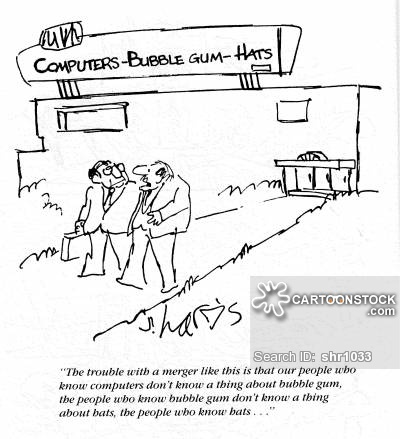 COMPUTERS-BUBBLE GUM-HATS
S. harris
CARTOONSTOCK
.com
Search ID: shr1033
"The trouble with a merger like this is that our people who
know computers don't know a thing about bubble gum,
the people who know bubble gum don't know a thing
about hats, the people who know hats . . ."